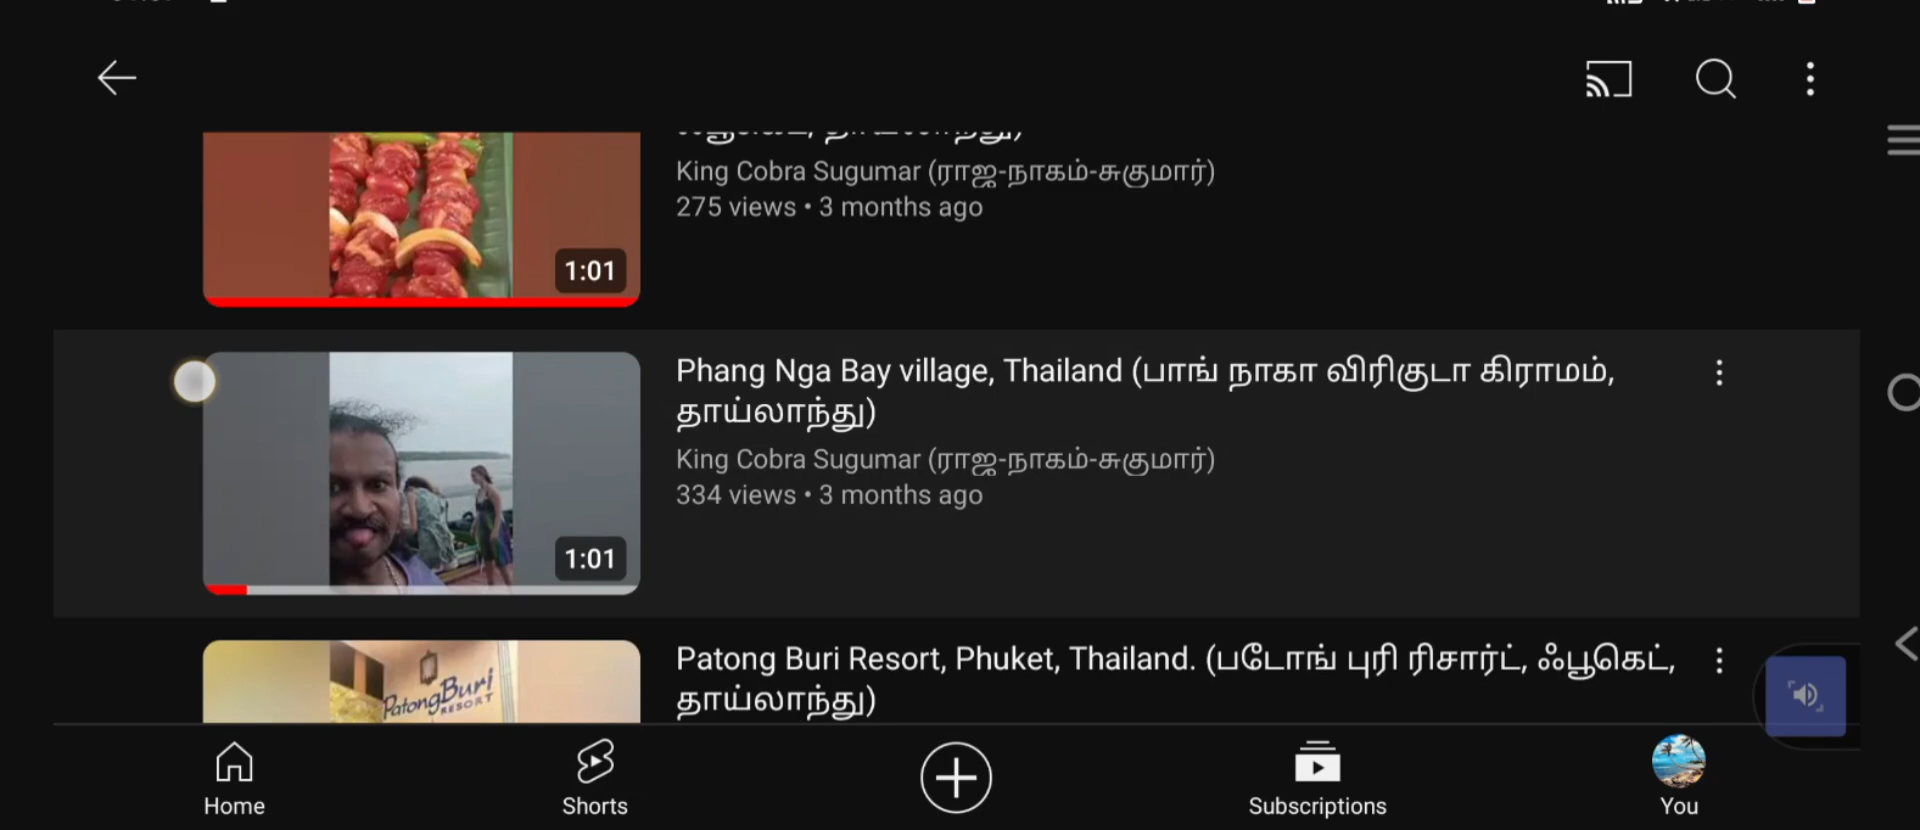 King Cobra Sugumar (ராஜ-நாகம்-சுகுமார்)
275 views • 3 months ago
1:01
Phang Nga Bay village, Thailand (பாங் நாகா விரிகுடா கிராமம்,
தாய்லாந்து)
King Cobra Sugumar (ராஜ-நாகம்-சுகுமார்)
334 views • 3 months ago
1:01
Patong Buri Resort, Phuket, Thailand. (படோங் புரி ரிசார்ட், ஃபூகெட்,
தாய்லாந்து)
PatongBuri
RESORT
Home
Shorts
Subscriptions
You